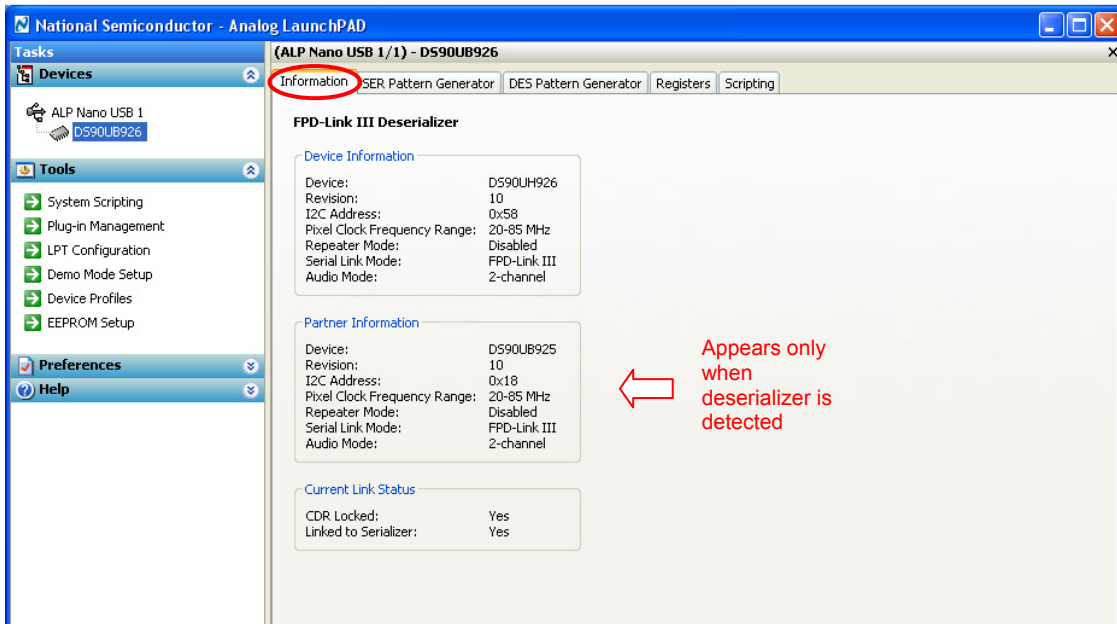 National Semiconductor - Analog LaunchPAD
Tasks
Devices
ALP Nano USB 1
DS90UB926
Tools
System Scripting
Plug-in Management
LPT Configuration
Demo Mode Setup
Device Profiles
EEPROM Setup
Preferences
Help
(ALP Nano USB 1/1) - DS90UB926
Information SER Pattern Generator DES Pattern Generator Registers Scripting
FPD-Link III Deserializer
Device Information
Device: DS90UH926
Revision: 10
I2C Address: 0x58
Pixel Clock Frequency Range: 20-85 MHz
Repeater Mode: Disabled
Serial Link Mode: FPD-Link III
Audio Mode: 2-channel
Partner Information
Device: DS90UB925
Revision: 10
I2C Address: 0x18
Pixel Clock Frequency Range: 20-85 MHz
Repeater Mode: Disabled
Serial Link Mode: FPD-Link III
Audio Mode: 2-channel
Current Link Status
CDR Locked: Yes
Linked to Serializer: Yes
Appears only
when
deserializer is
detected